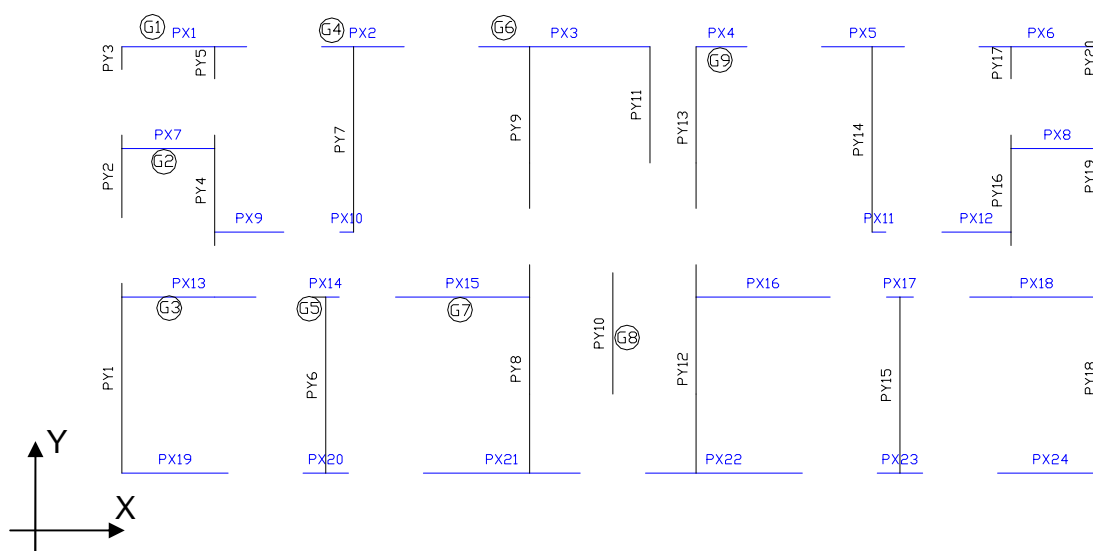 G1 PX1 G4 PX2 G6 PX3 PX4 PX5 PX6
PY3 PY5 G9 PY17 PY20
PY11
PY7 PY9 PY13 PY14
PX7 PX8
G2
PY2 PY4 PY16 PY19
PX9 PX10 PX11 PX12
PX13 PX14 PX15 PX16 PX17 PX18
G3 G5 G7
PY10 G8
PY1 PY6 PY8 PY12 PY15 PY18
PX19 PX20 PX21 PX22 PX23 PX24
Y
X